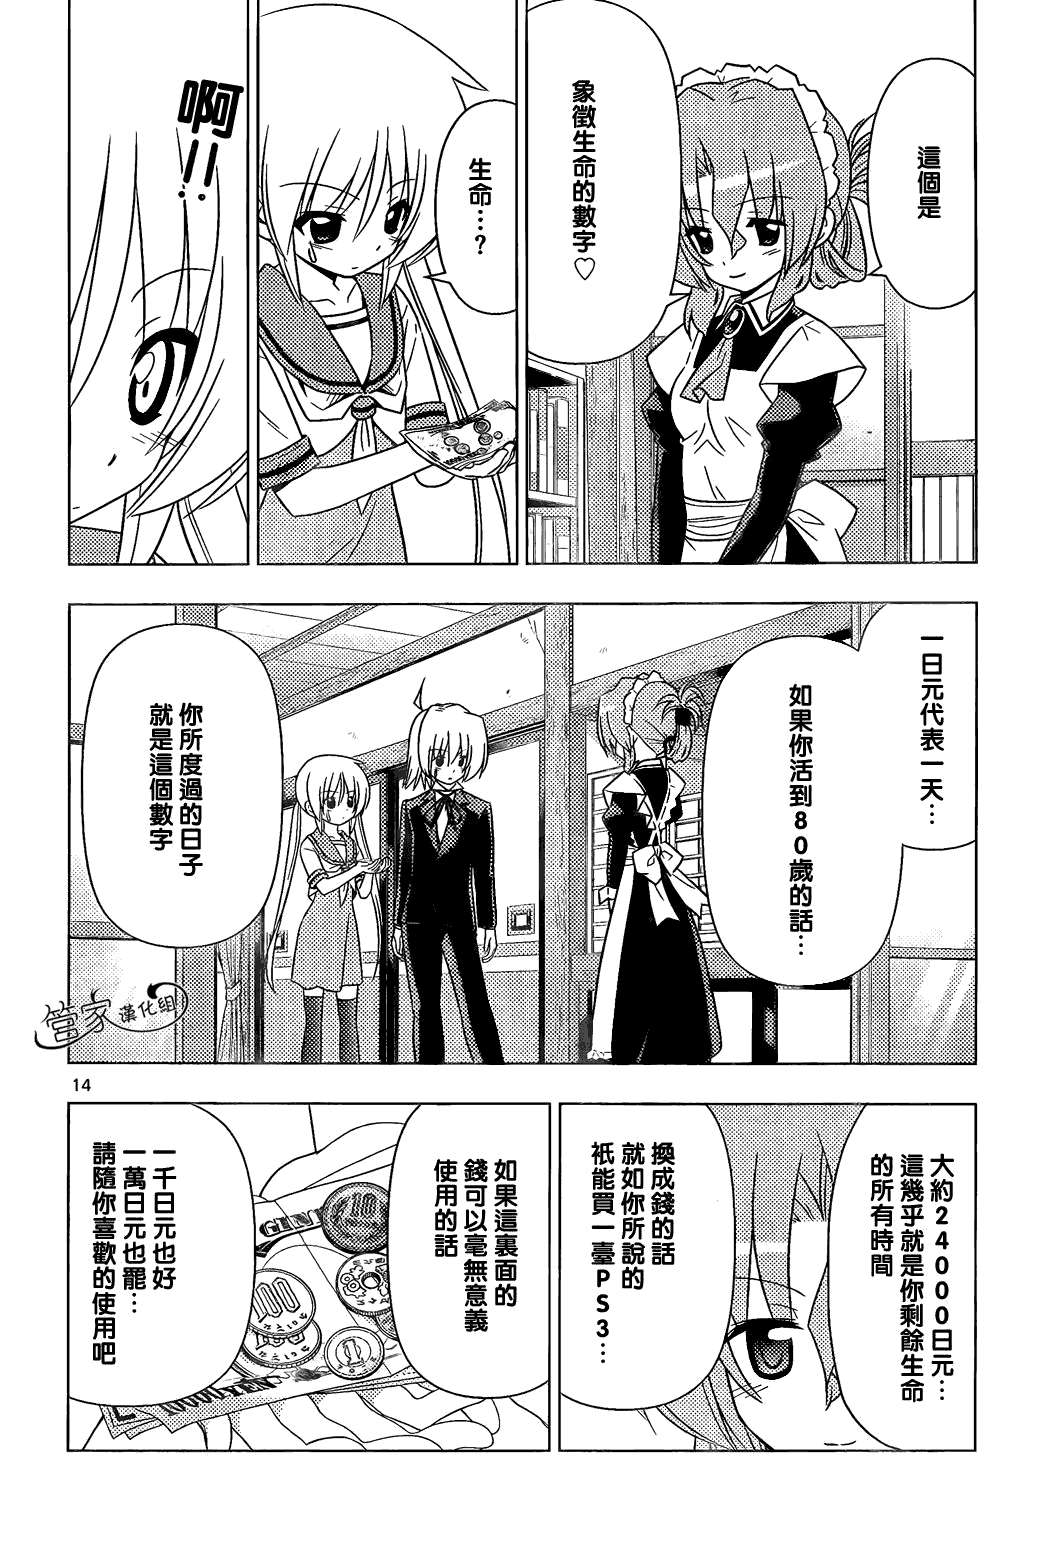 這個是
象徵生命的數字♡
生命…?
啊!!
一日元代表一天…
如果你活到80歲的話…
你所度過的日子
就是這個數字
管家
漢化組
14
大約24000日元…
這幾乎就是你剩餘生命
的所有時間
換成錢的話
就如你所說的
祇能買一臺PS3…
如果這裏面的
錢可以毫無意義
使用的話
一千日元也好
一萬日元也罷…
請隨你喜歡的使用吧
100
10
1
10000YEN